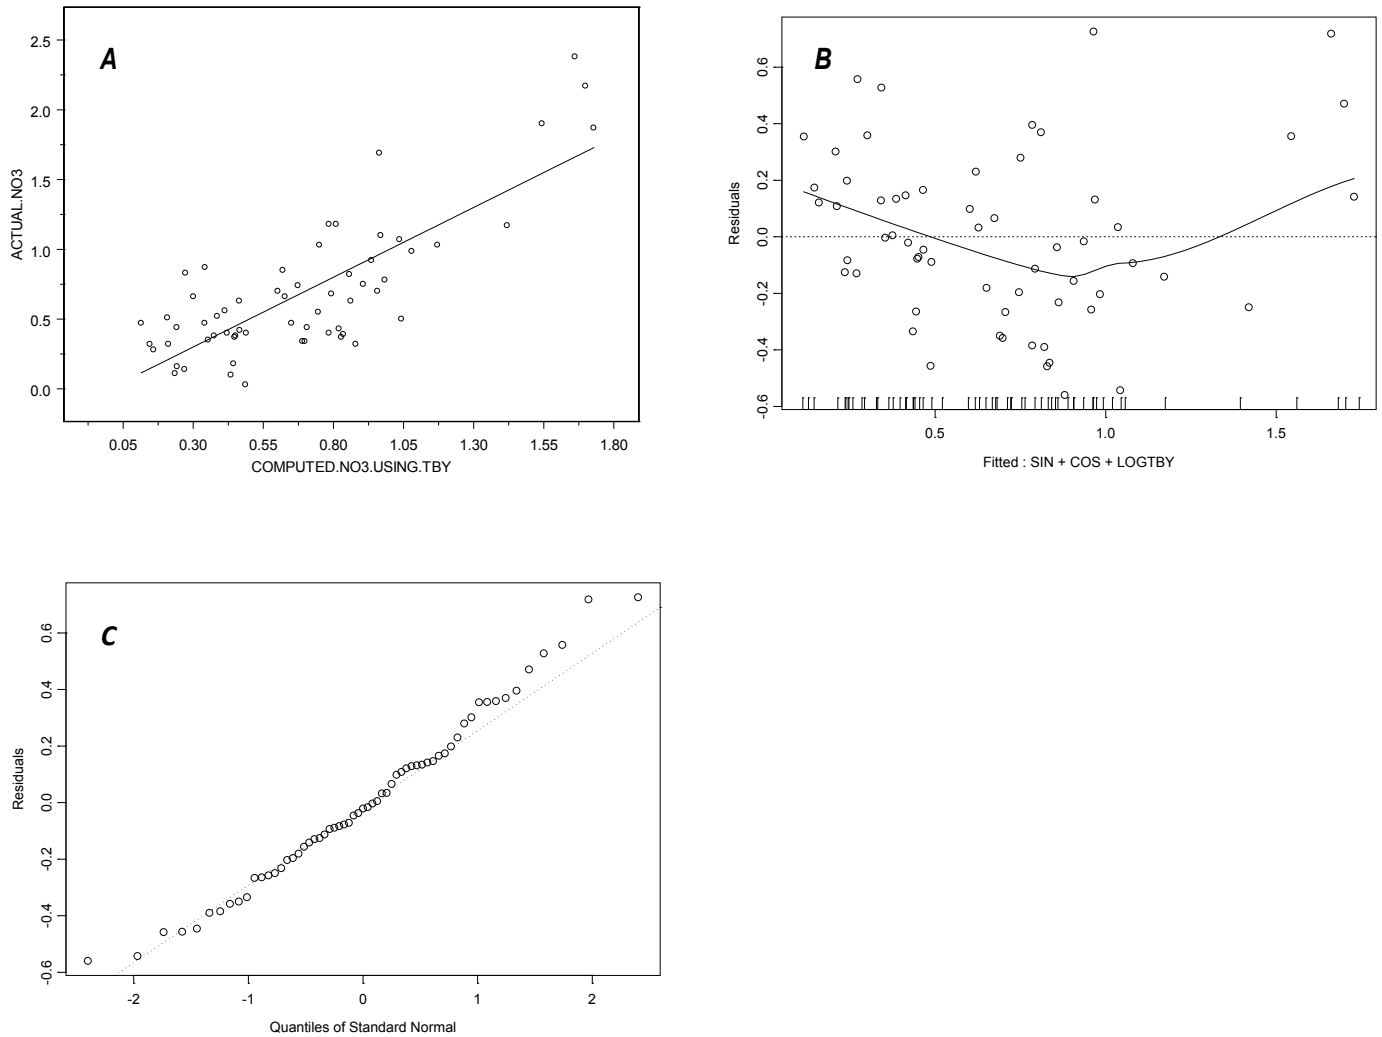 A
2.5
2.0
1.5
1.0
0.5
0.0
ACTUAL.NO3
0.05 0.30 0.55 0.80 1.05 1.30 1.55 1.80
COMPUTED.NO3.USING.TBY
B
0.6
0.4
0.2
0.0
-0.2
-0.4
-0.6
Residuals
0.5 1.0 1.5
Fitted : SIN + COS + LOGTBY
C
0.6
0.4
0.2
0.0
-0.2
-0.4
-0.6
Residuals
-2 -1 0 1 2
Quantiles of Standard Normal